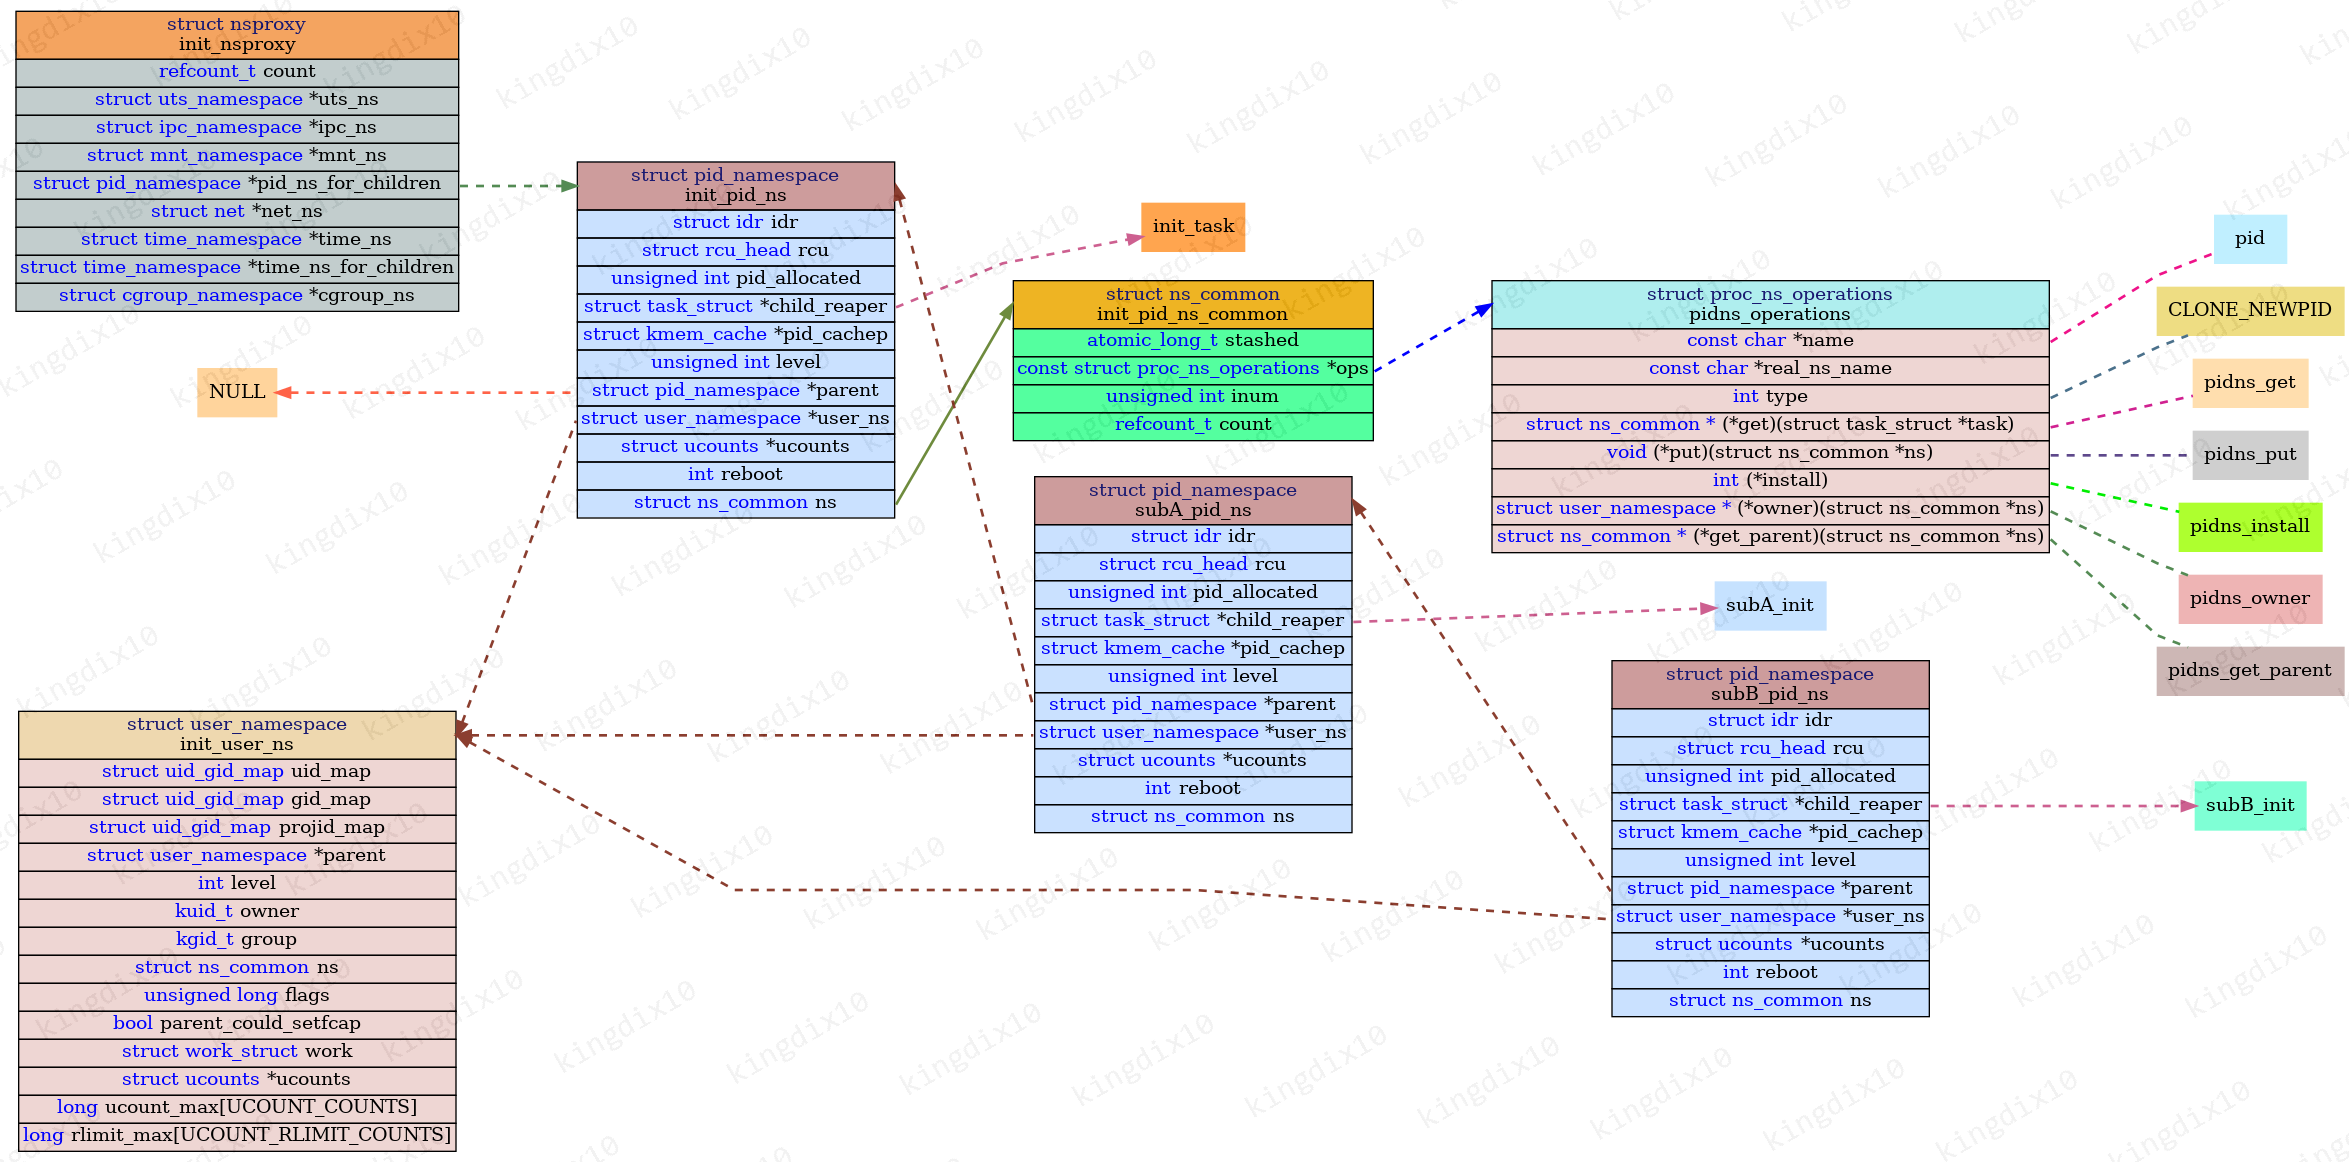 struct nsproxy
init_nsproxy
refcount_t count
struct uts_namespace *uts_ns
struct ipc_namespace *ipc_ns
struct mnt_namespace *mnt_ns
struct pid_namespace *pid_ns_for_children
struct net *net_ns
struct time_namespace *time_ns
struct time_namespace *time_ns_for_children
struct cgroup_namespace *cgroup_ns
NULL
struct user_namespace
init_user_ns
struct uid_gid_map uid_map
struct uid_gid_map gid_map
struct uid_gid_map projid_map
struct user_namespace *parent
int level
kuid_t owner
kgid_t group
struct ns_common ns
unsigned long flags
bool parent_could_setfcap
struct work_struct work
struct ucounts *ucounts
long ucount_max[UCOUNT_COUNTS]
long rlimit_max[UCOUNT_RLIMIT_COUNTS]
struct pid_namespace
init_pid_ns
struct idr idr
struct rcu_head rcu
unsigned int pid_allocated
struct task_struct *child_reaper
struct kmem_cache *pid_cachep
unsigned int level
struct pid_namespace *parent
struct user_namespace *user_ns
struct ucounts *ucounts
int reboot
struct ns_common ns
init_task
struct ns_common
init_pid_ns_common
atomic_long_t stashed
const struct proc_ns_operations *ops
unsigned int inum
refcount_t count
struct pid_namespace
subA_pid_ns
struct idr idr
struct rcu_head rcu
unsigned int pid_allocated
struct task_struct *child_reaper
struct kmem_cache *pid_cachep
unsigned int level
struct pid_namespace *parent
struct user_namespace *user_ns
struct ucounts *ucounts
int reboot
struct ns_common ns
struct proc_ns_operations
pidns_operations
const char *name
const char *real_ns_name
int type
struct ns_common * (*get)(struct task_struct *task)
void (*put)(struct ns_common *ns)
int (*install)
struct user_namespace * (*owner)(struct ns_common *ns)
struct ns_common * (*get_parent)(struct ns_common *ns)
subA_init
struct pid_namespace
subB_pid_ns
struct idr idr
struct rcu_head rcu
unsigned int pid_allocated
struct task_struct *child_reaper
struct kmem_cache *pid_cachep
unsigned int level
struct pid_namespace *parent
struct user_namespace *user_ns
struct ucounts *ucounts
int reboot
struct ns_common ns
pid
CLONE_NEWPID
pidns_get
pidns_put
pidns_install
pidns_owner
pidns_get_parent
subB_init
kingdix10